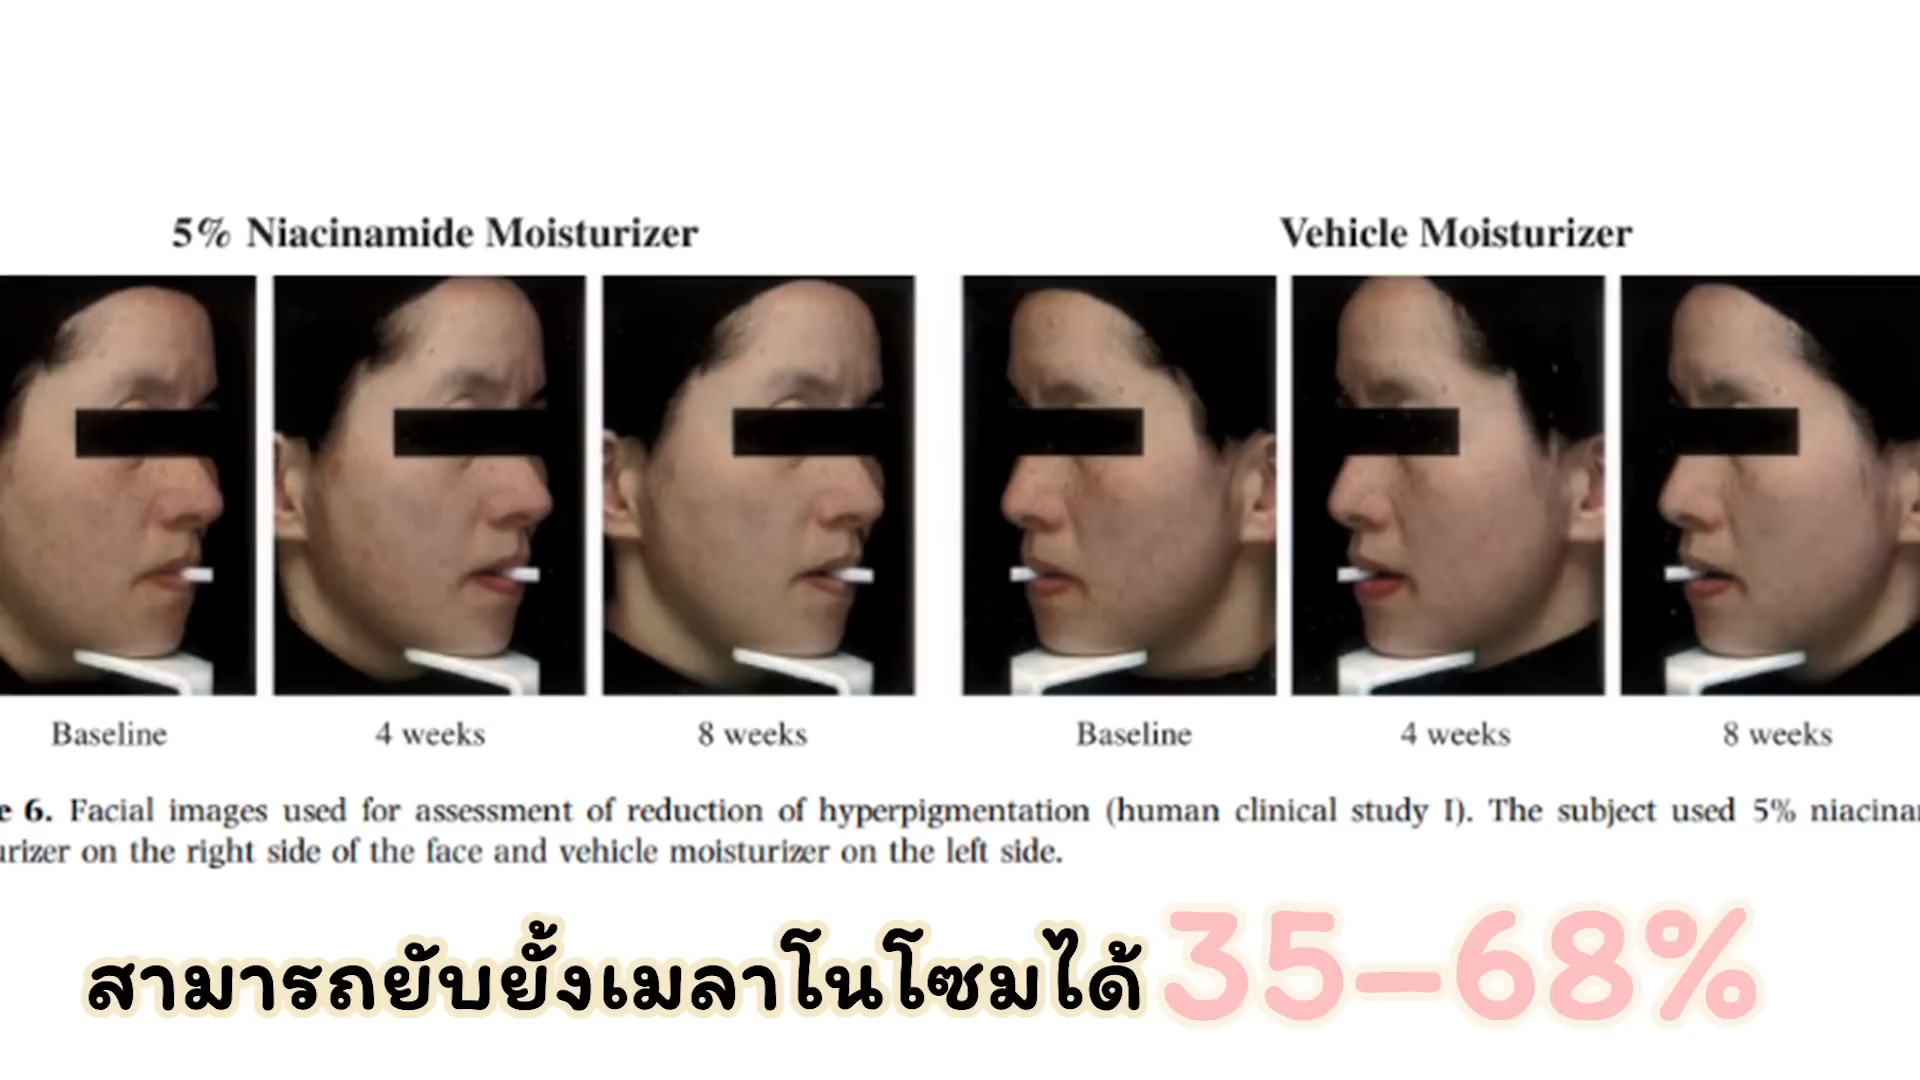 5% Niacinamide Moisturizer
Vehicle Moisturizer
Baseline
4 weeks
8 weeks
Baseline
4 weeks
8 weeks
6. Facial images used for assessment of reduction of hyperpigmentation (human clinical study I). The subject used 5%
on the right side of the face and vehicle moisturizer on the left side.
สามารถยับยั้งเมลาโนโซมได้ 35–68%